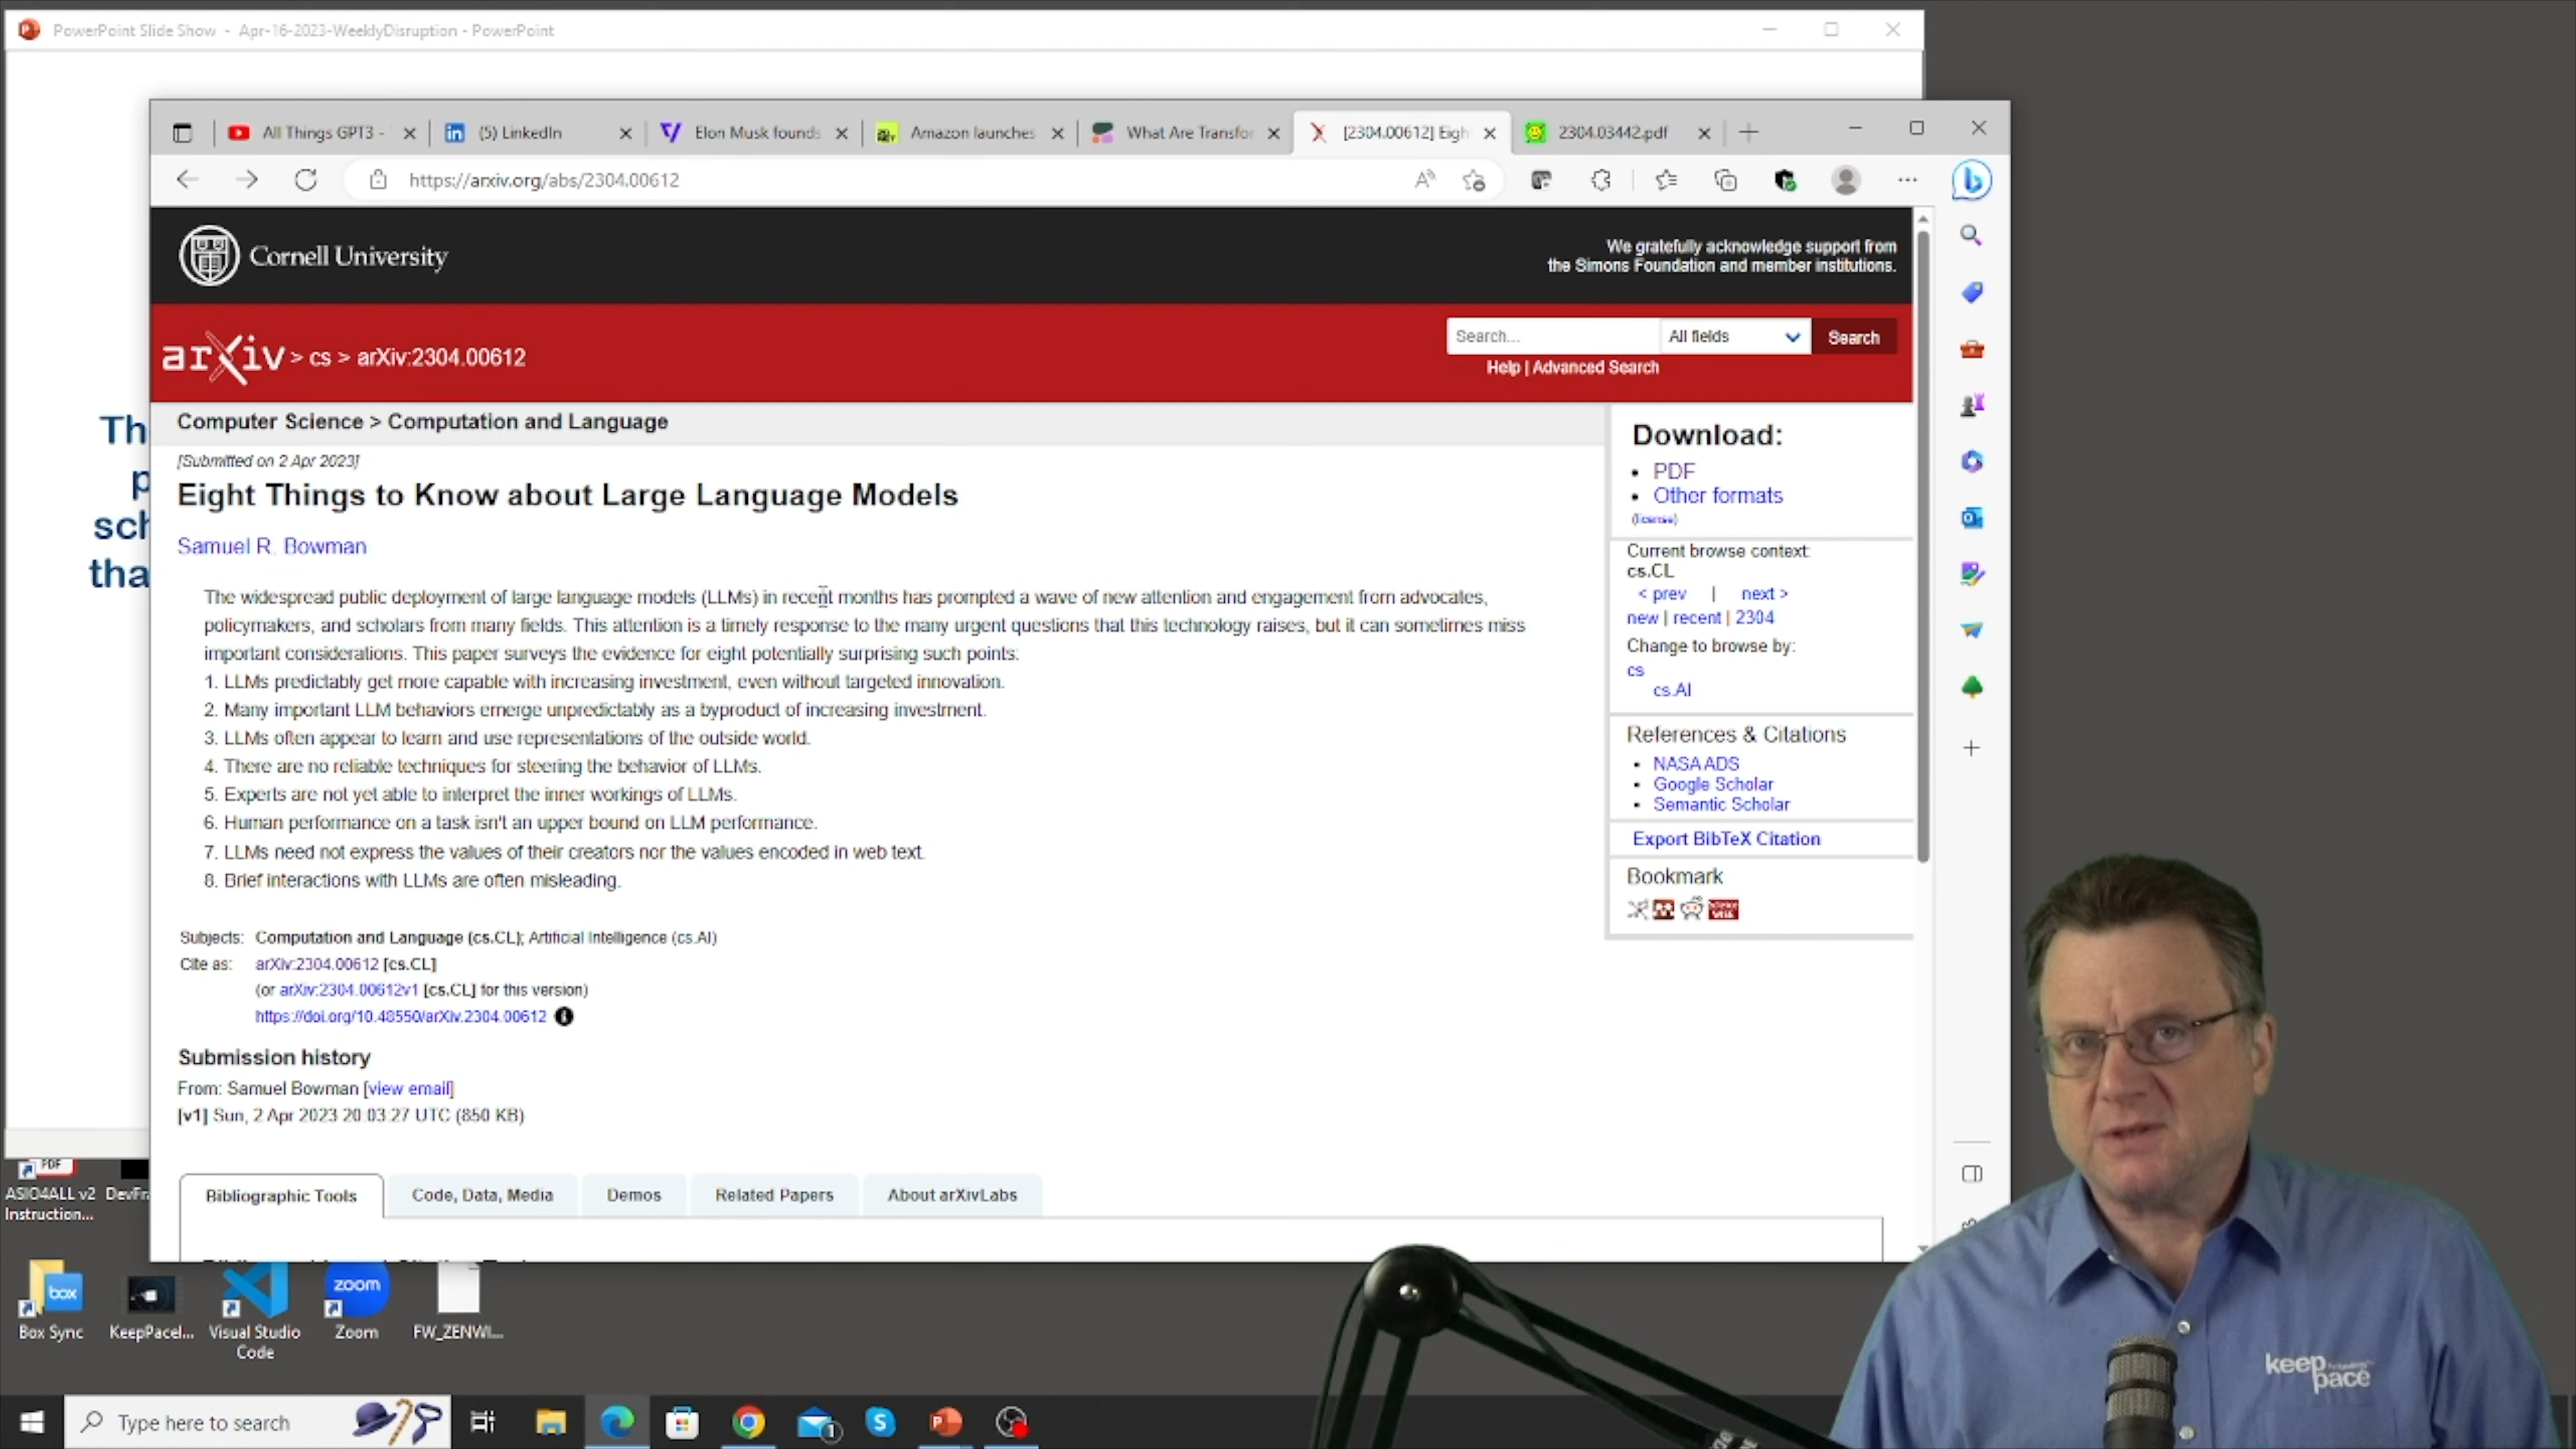 PowerPoint Slide Show - Apr-16-2023-WeeklyDisruption - PowerPoint
All Things GPT3 -
(5) LinkedIn
Elon Musk founds
Amazon launches
What Are Transfor
[2304.00612] Eigh
2304.03442.pdf
https://arxiv.org/abs/2304.00612
Cornell University
We gratefully acknowledge support from
the Simons Foundation and member institutions.
arXiv > cs > arXiv:2304.00612
Search...
All fields
Search
Help | Advanced Search
Th
p
sch
tha
Computer Science > Computation and Language
[Submitted on 2 Apr 2023]
Eight Things to Know about Large Language Models
Samuel R. Bowman
The widespread public deployment of large language models (LLMs) in recent months has prompted a wave of new attention and engagement from advocates,
policymakers, and scholars from many fields. This attention is a timely response to the many urgent questions that this technology raises, but it can sometimes miss
important considerations. This paper surveys the evidence for eight potentially surprising such points:
1. LLMs predictably get more capable with increasing investment, even without targeted innovation.
2. Many important LLM behaviors emerge unpredictably as a byproduct of increasing investment.
3. LLMs often appear to learn and use representations of the outside world.
4. There are no reliable techniques for steering the behavior of LLMs.
5. Experts are not yet able to interpret the inner workings of LLMs.
6. Human performance on a task isn't an upper bound on LLM performance.
7. LLMs need not express the values of their creators nor the values encoded in web text.
8. Brief interactions with LLMs are often misleading.
Subjects: Computation and Language (cs.CL); Artificial Intelligence (cs.AI)
Cite as: arXiv:2304.00612 [cs.CL]
(or arXiv:2304.00612v1 [cs.CL] for this version)
https://doi.org/10.48550/arXiv.2304.00612
Submission history
From: Samuel Bowman [view email]
[v1] Sun, 2 Apr 2023 20:03:27 UTC (850 KB)
Bibliographic Tools
Code, Data, Media
Demos
Related Papers
About arXivLabs
Download:
PDF
Other formats
(license)
Current browse context:
cs.CL
< prev | next >
new | recent | 2304
Change to browse by:
cs
cs.AI
References & Citations
NASA ADS
Google Scholar
Semantic Scholar
Export BibTeX Citation
Bookmark
PDF
ASIO4ALL v2
Instruction...
DevFra
box
Box Sync
KeepPaceI...
Visual Studio
Code
zoom
Zoom
FW_ZENWI...
Type here to search
1
keep
pace